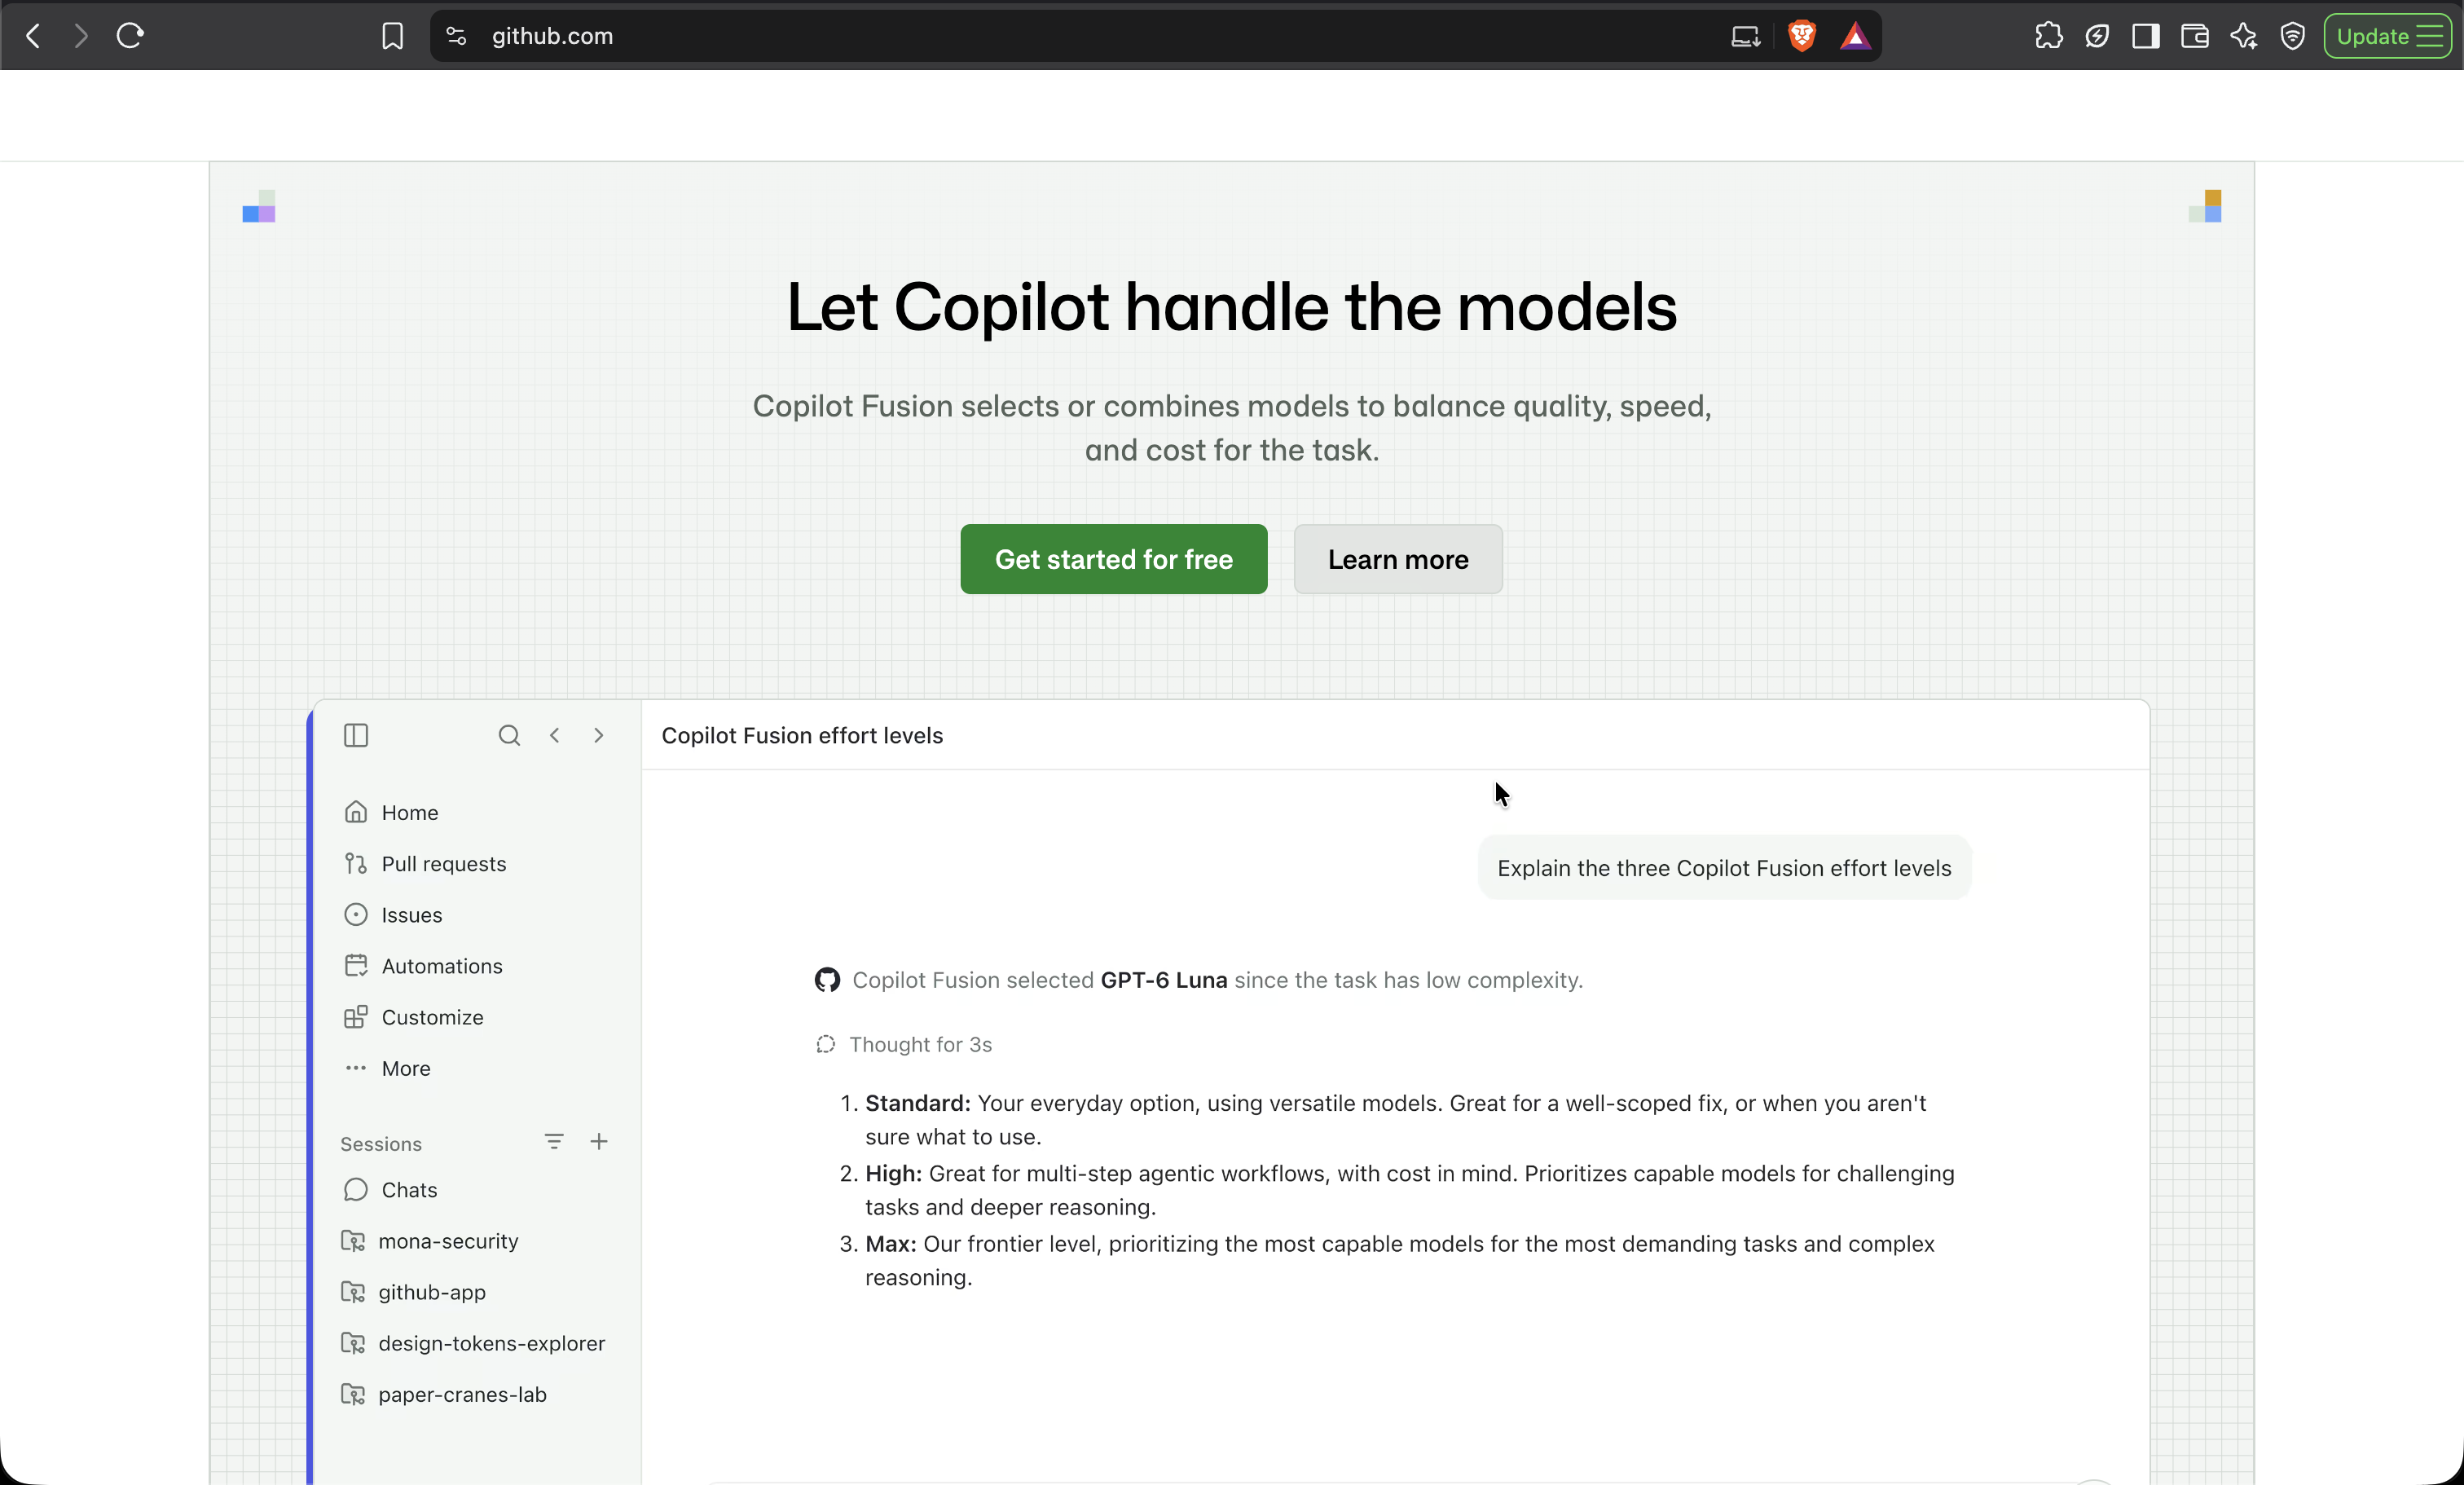 github.com
Update
Let Copilot handle the models
Copilot Fusion selects or combines models to balance quality, speed,
and cost for the task.
Get started for free
Learn more
Copilot Fusion effort levels
Home
Pull requests
Issues
Automations
Customize
More
Sessions
Chats
mona-security
github-app
design-tokens-explorer
paper-cranes-lab
Explain the three Copilot Fusion effort levels
Copilot Fusion selected GPT-6 Luna since the task has low complexity.
Thought for 3s
1. Standard: Your everyday option, using versatile models. Great for a well-scoped fix, or when you aren't
sure what to use.
2. High: Great for multi-step agentic workflows, with cost in mind. Prioritizes capable models for challenging
tasks and deeper reasoning.
3. Max: Our frontier level, prioritizing the most capable models for the most demanding tasks and complex
reasoning.